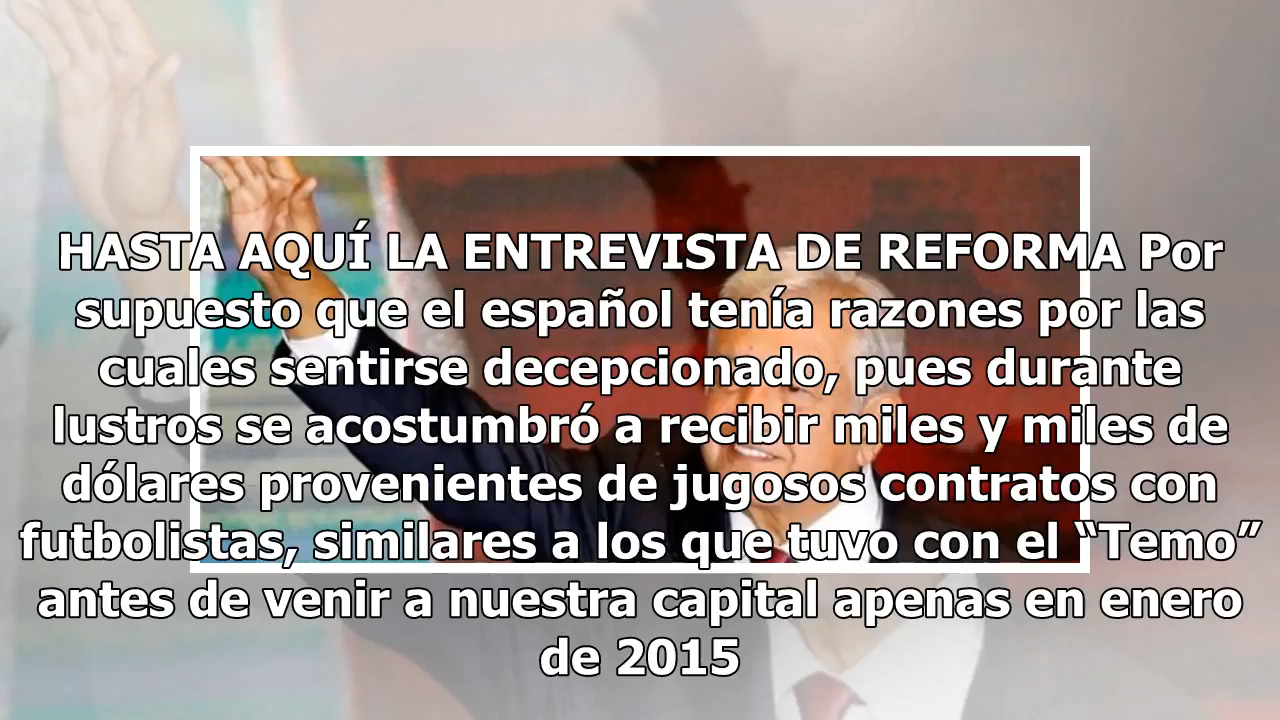 HASTA AQUÍ LA ENTREVISTA DE REFORMA Por
supuesto que el español tenía razones por las
cuales sentirse decepcionado, pues durante
lustros se acostumbró a recibir miles y miles de
dólares provenientes de jugosos contratos con
futbolistas, similares a los que tuvo con el “Temo”
antes de venir a nuestra capital apenas en enero
de 2015